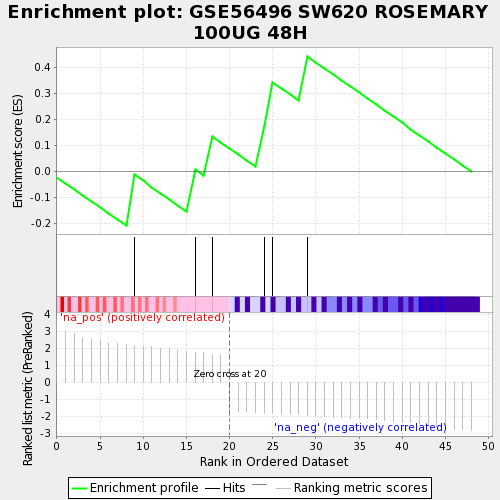 Enrichment plot: GSE56496 SW620 ROSEMARY
100UG 48H
Enrichment score (ES)
0.4
0.3
0.2
0.1
0.0
-0.1
-0.2
'na_pos' (positively correlated)
Zero cross at 20
'na_neg' (negatively correlated)
Ranked list metric (PreRanked)
4
3
2
1
0
-1
-2
-3
0 5 10 15 20 25 30 35 40 45 50
Rank in Ordered Dataset
Enrichment profile Hits Ranking metric scores